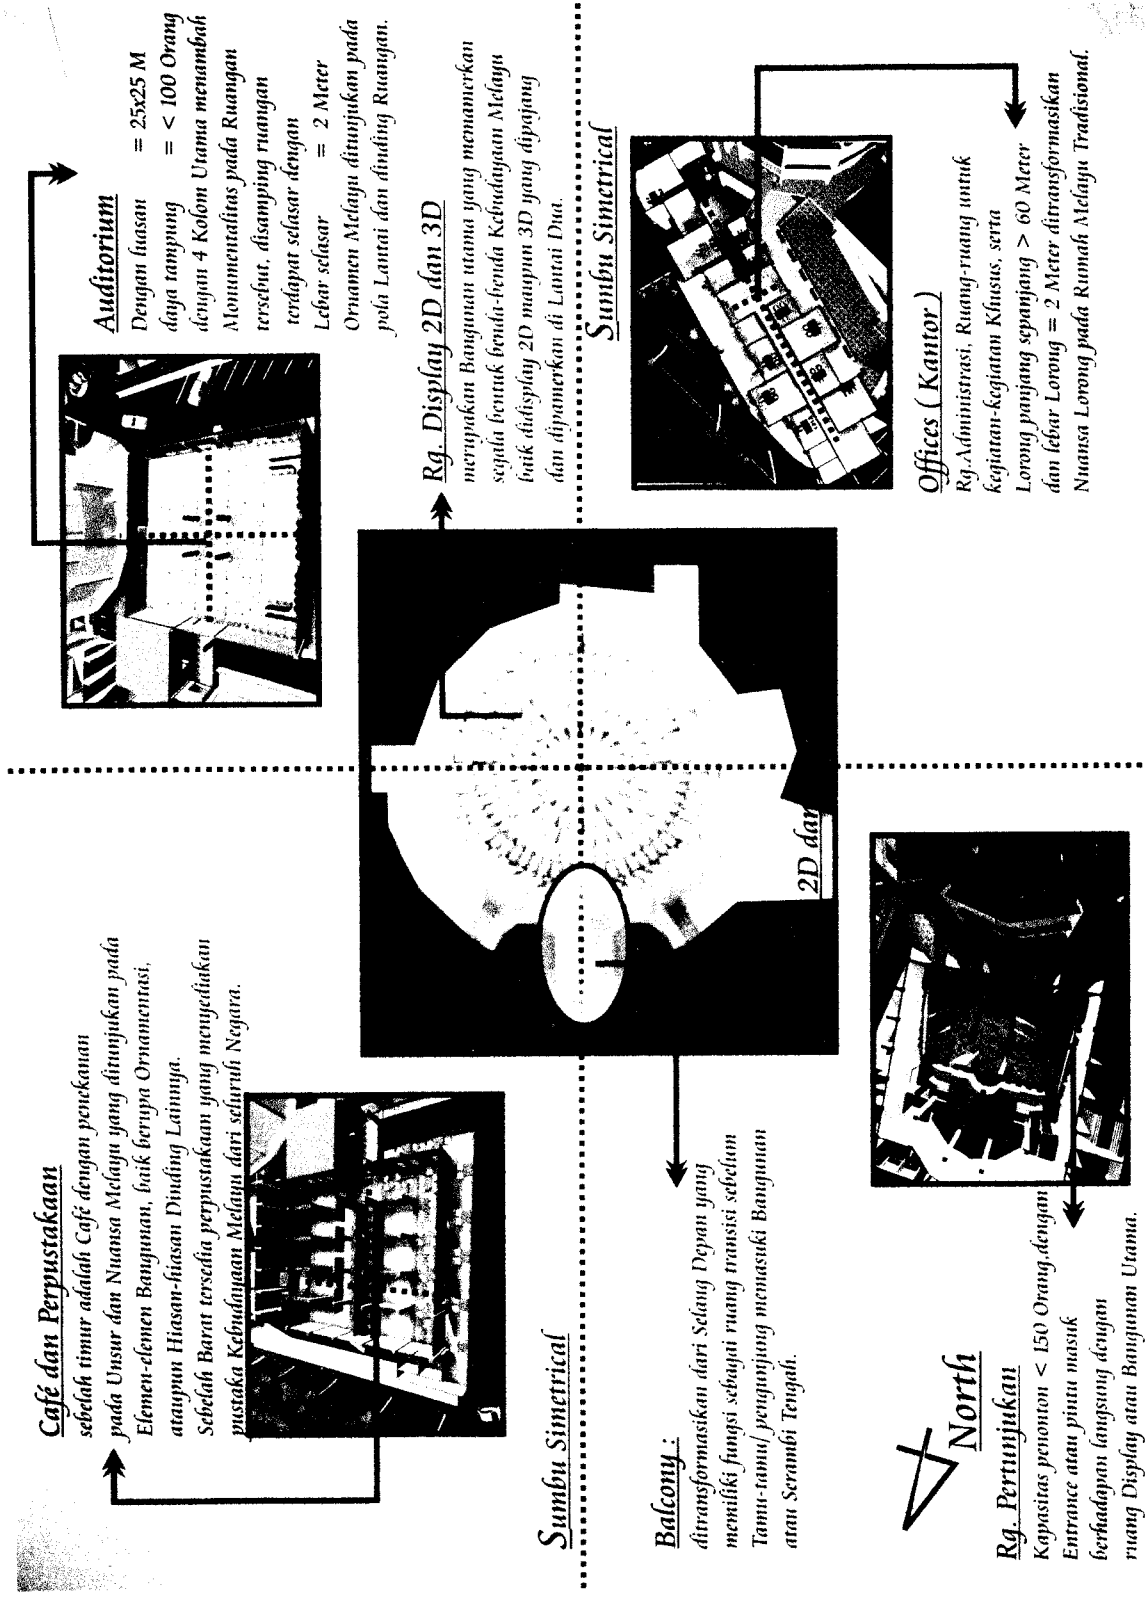 Café dan Perpustakaan
sebelah timur adalah Café dengan penekanan
pada Unsur dan Nuansa Melayu yang ditunjukan pada
Elemen-elemen Bangunan, baik berupa Ornamentasi,
ataupun Hiasan-hiasan Dinding Lainnya.
Sebelah Barat tersedia perpustakaan yang menyediakan
pustaka Kebudayaan Melayu dari seluruh Negara.
Auditorium
Dengan luasan = 25x25 M
daya tampung = < 100 Orang
dengan 4 Kolom Utama menambah
Monumentalitas pada Ruangan
tersebut, disamping ruangan
terdapat selasar dengan
Lebar selasar = 2 Meter
Ornamen Melayu ditunjukan pada
pola Lantai dan dinding Ruangan.
Rg. Display 2D dan 3D
merupakan Bangunan utama yang memamerkan
segala bentuk benda-benda Kebudayaan Melayu
baik didisplay 2D maupun 3D yang dipajang
dan dipamerkan di Lantai Dua.
Sumbu Simetrical
Sumbu Simetrical
Balcony :
ditransformasikan dari Selang Depan yang
memiliki fungsi sebagai ruang transisi sebelum
Tamu-tamu/ pengunjung memasuki Bangunan
atau Serambi Tengah.
2D dan
Offices ( Kantor )
Rg.Administrasi, Ruang-ruang untuk
kegiatan-kegiatan Khusus, serta
Lorong panjang sepanjang > 60 Meter
dan lebar Lorong = 2 Meter ditransformasikan
Nuansa Lorong pada Rumah Melayu Tradisional.
North
Rg. Pertunjukan
Kapasitas penonton < 150 Orang,dengan
Entrance atau pintu masuk
berhadapan langsung dengan
ruang Display atau Bangunan Utama.